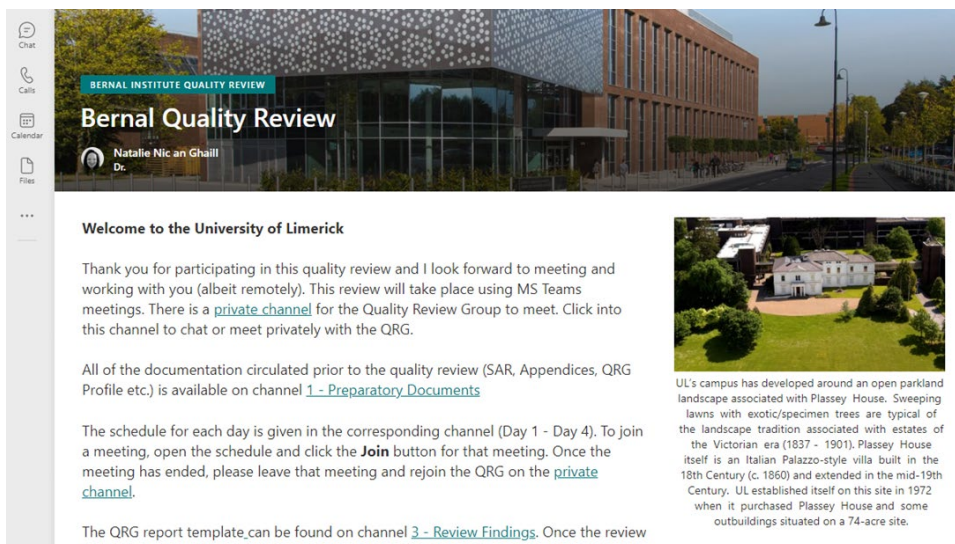 Chat
Calls
Calendar
Files
BERNAL INSTITUTE QUALITY REVIEW
Bernal Quality Review
Natalie Nic an Ghaill
Dr.
Welcome to the University of Limerick
Thank you for participating in this quality review and I look forward to meeting and
working with you (albeit remotely). This review will take place using MS Teams
meetings. There is a private channel for the Quality Review Group to meet. Click into
this channel to chat or meet privately with the QRG.
All of the documentation circulated prior to the quality review (SAR, Appendices, QRG
Profile etc.) is available on channel 1 - Preparatory Documents
The schedule for each day is given in the corresponding channel (Day 1 - Day 4). To join
a meeting, open the schedule and click the Join button for that meeting. Once the
meeting has ended, please leave that meeting and rejoin the QRG on the private
channel.
The QRG report template can be found on channel 3 - Review Findings. Once the review
UL's campus has developed around an open parkland
landscape associated with Plassey House. Sweeping
lawns with exotic/specimen trees are typical of
the landscape tradition associated with estates of
the Victorian era (1837 - 1901). Plassey House
itself is an Italian Palazzo-style villa built in the
18th Century (c. 1860) and extended in the mid-19th
Century. UL established itself on this site in 1972
when it purchased Plassey House and some
outbuildings situated on a 74-acre site.